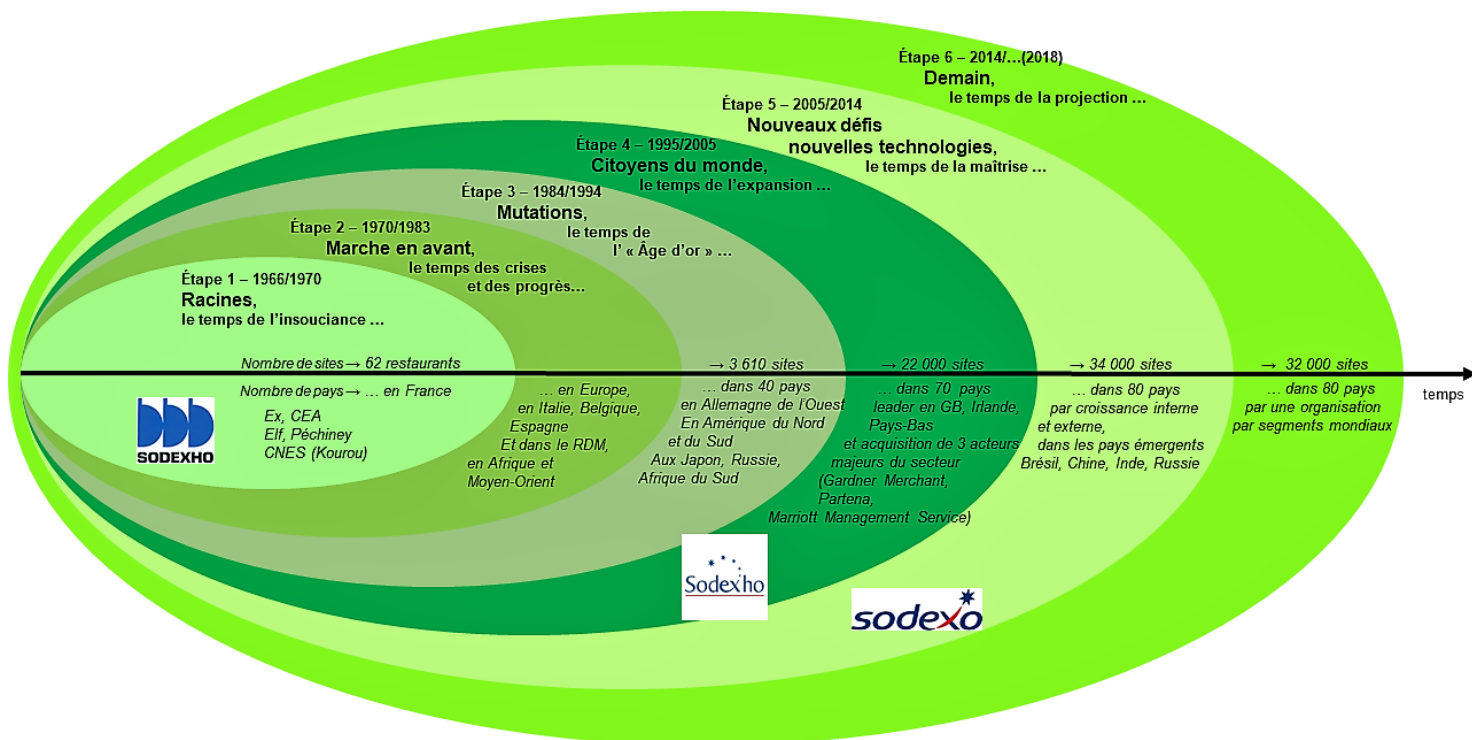 Étape 1 – 1966/1970
Racines,
le temps de l'insouciance …
Étape 2 – 1970/1983
Marche en avant,
le temps des crises
et des progrès…
Étape 3 – 1984/1994
Mutations,
le temps de
l' « Âge d'or » …
Étape 4 – 1995/2005
Citoyens du monde,
le temps de l'expansion …
Étape 5 – 2005/2014
Nouveaux défis
nouvelles technologies,
le temps de la maîtrise …
Étape 6 – 2014/…(2018)
Demain,
le temps de la projection …
Nombre de sites → 62 restaurants
Nombre de pays → … en France
Ex, CEA
Elf, Péchiney
CNES (Kourou)
SODEXHO
… en Europe,
en Italie, Belgique,
Espagne
Et dans le RDM,
en Afrique et
Moyen-Orient
→ 3 610 sites
… dans 40 pays
en Allemagne de l'Ouest
En Amérique du Nord
et du Sud
Aux Japon, Russie,
Afrique du Sud
→ 22 000 sites
… dans 70 pays
leader en GB, Irlande,
Pays-Bas
et acquisition de 3 acteurs
majeurs du secteur
(Gardner Merchant,
Partena,
Marriott Management Service)
→ 34 000 sites
… dans 80 pays
par croissance interne
et externe,
dans les pays émergents
Brésil, Chine, Inde, Russie
→ 32 000 sites
… dans 80 pays
par une organisation
par segments mondiaux
temps
Sodexho
sodexo